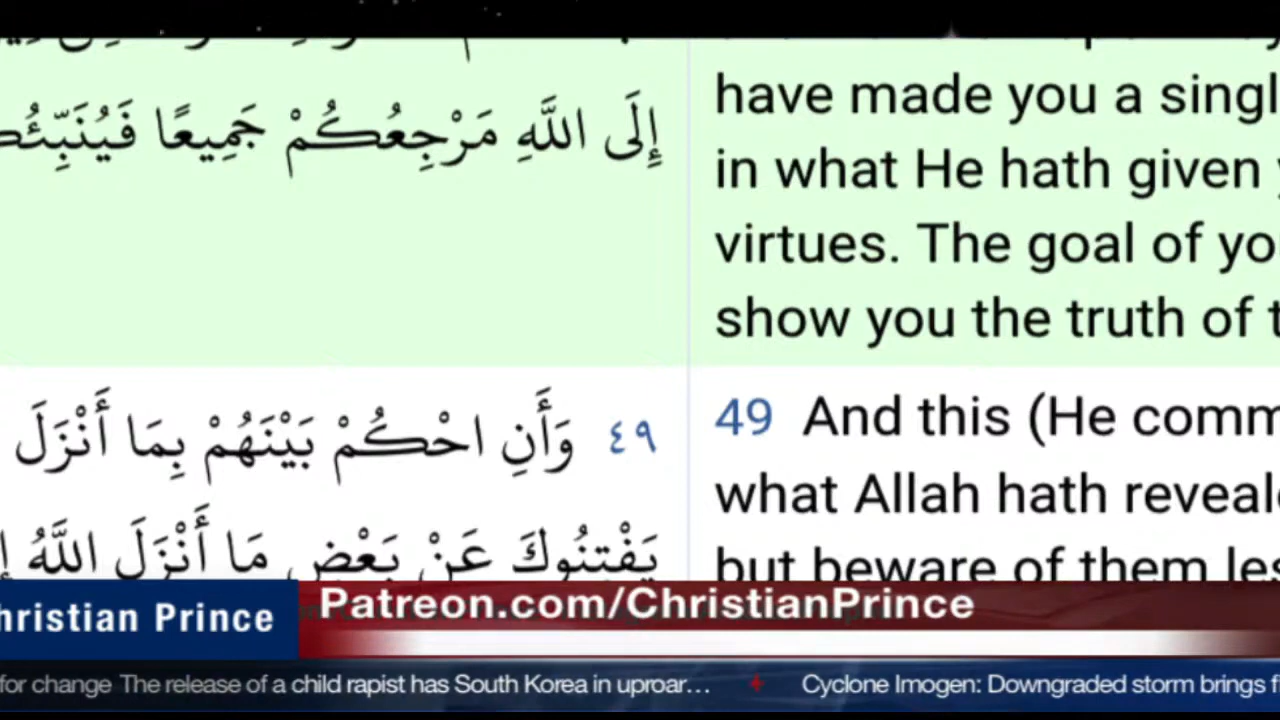 have made you a singl
إِلَى اللَّهِ مَرْجِعُكُمْ جَمِيعًا فَيُنَبِّئُك
in what He hath given
virtues. The goal of yo
show you the truth of t
٤٩ وَأَنِ احْكُمْ بَيْنَهُمْ بِمَا أَنْزَلَ
يَفْتِنُوكَ عَنْ بَعْضِ مَا أَنْزَلَ اللَّهُ
49 And this (He comm
what Allah hath reveal
but beware of them les
hristian Prince
Patreon.com/ChristianPrince
for change The release of a child rapist has South Korea in uproar… Cyclone Imogen: Downgraded storm brings f